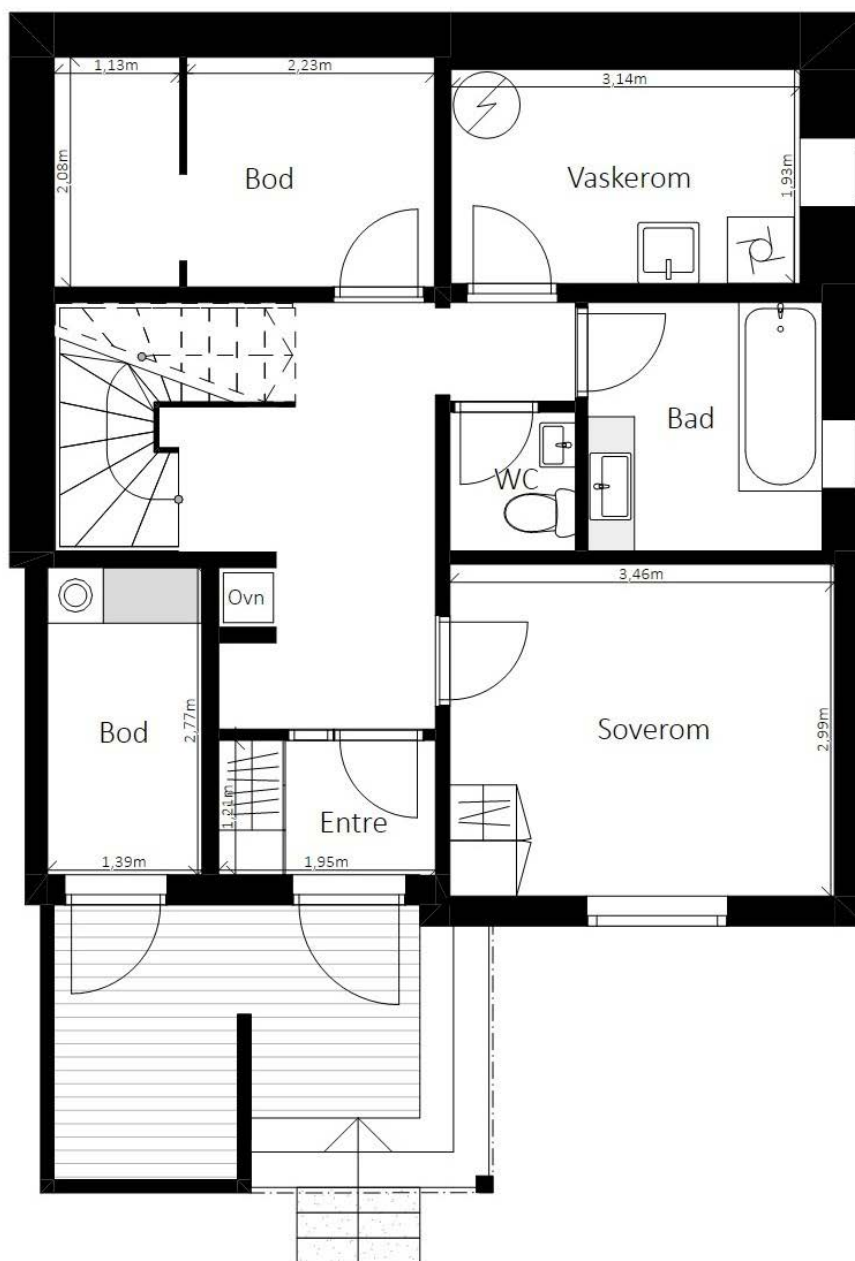 1,13m
2,23m
3,14m
2,08m
Bod
Vaskerom
1,93m
Bad
WC
3,46m
Ovn
2,77m
Bod
Soverom
2,99m
1,21m
Entre
1,39m
1,95m